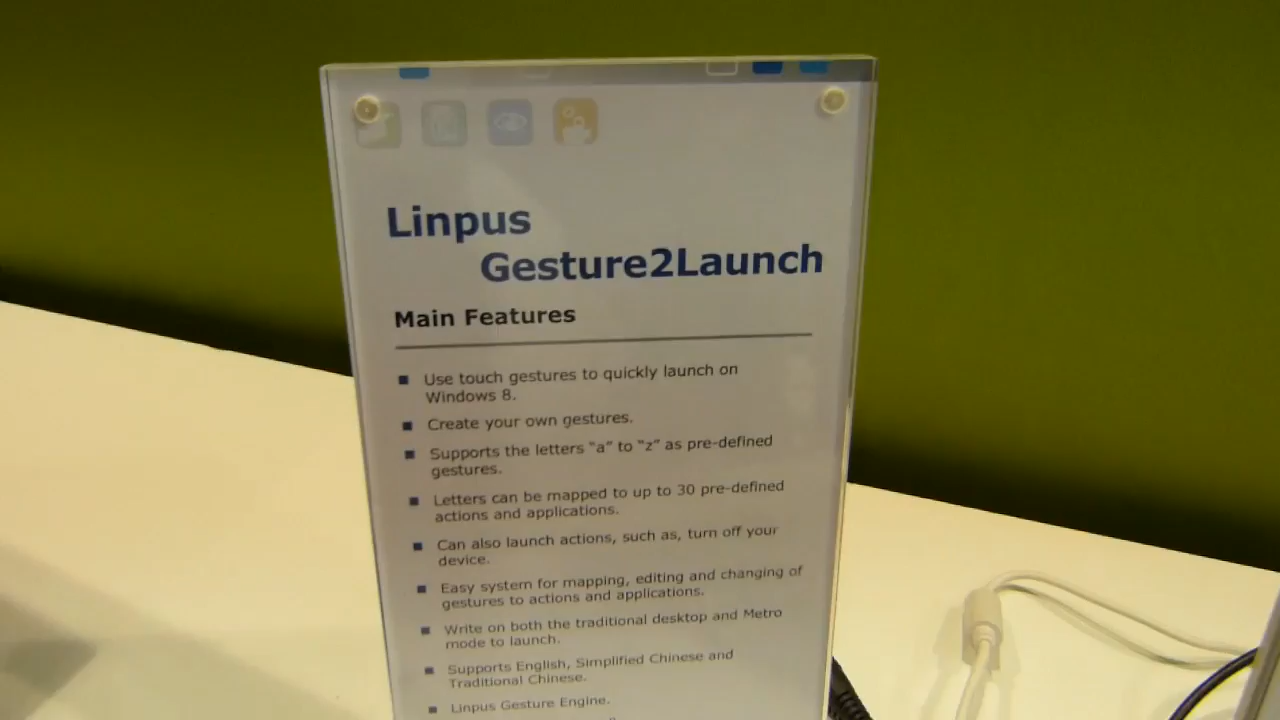 Linpus
Gesture2Launch
Main Features
Use touch gestures to quickly launch on
Windows 8.
Create your own gestures.
Supports the letters “a” to “z” as pre-defined
gestures.
Letters can be mapped to up to 30 pre-defined
actions and applications.
Can also launch actions, such as, turn off your
device.
Easy system for mapping, editing and changing of
gestures to actions and applications.
Write on both the traditional desktop and Metro
mode to launch.
Supports English, Simplified Chinese and
Traditional Chinese.
Linpus Gesture Engine.